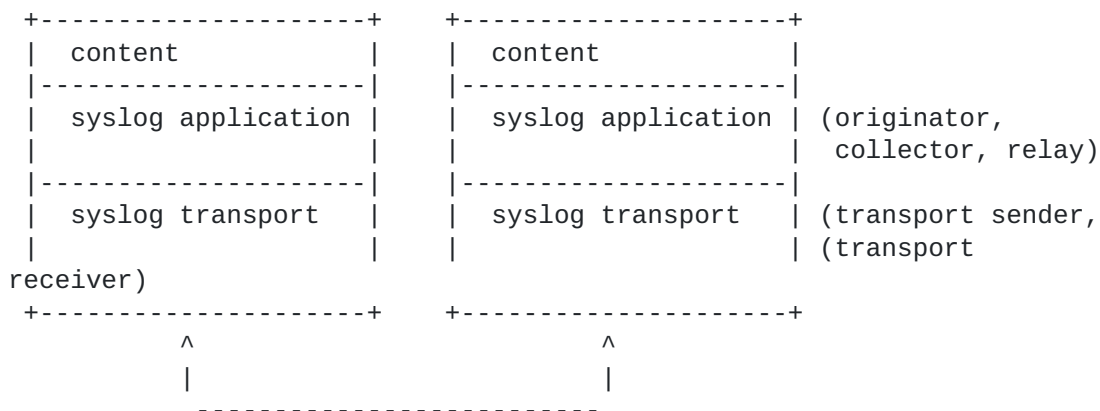 +---------------------+    +---------------------+
|  content            |    |  content            |
|---------------------|    |---------------------|
|  syslog application |    |  syslog application | (originator,
|                     |    |                     |  collector, relay)
|---------------------|    |---------------------|
|  syslog transport   |    |  syslog transport   | (transport sender,
|                     |    |                     | (transport
receiver)
+---------------------+    +---------------------+
          ^                          ^
          |                          |
           --------------------------